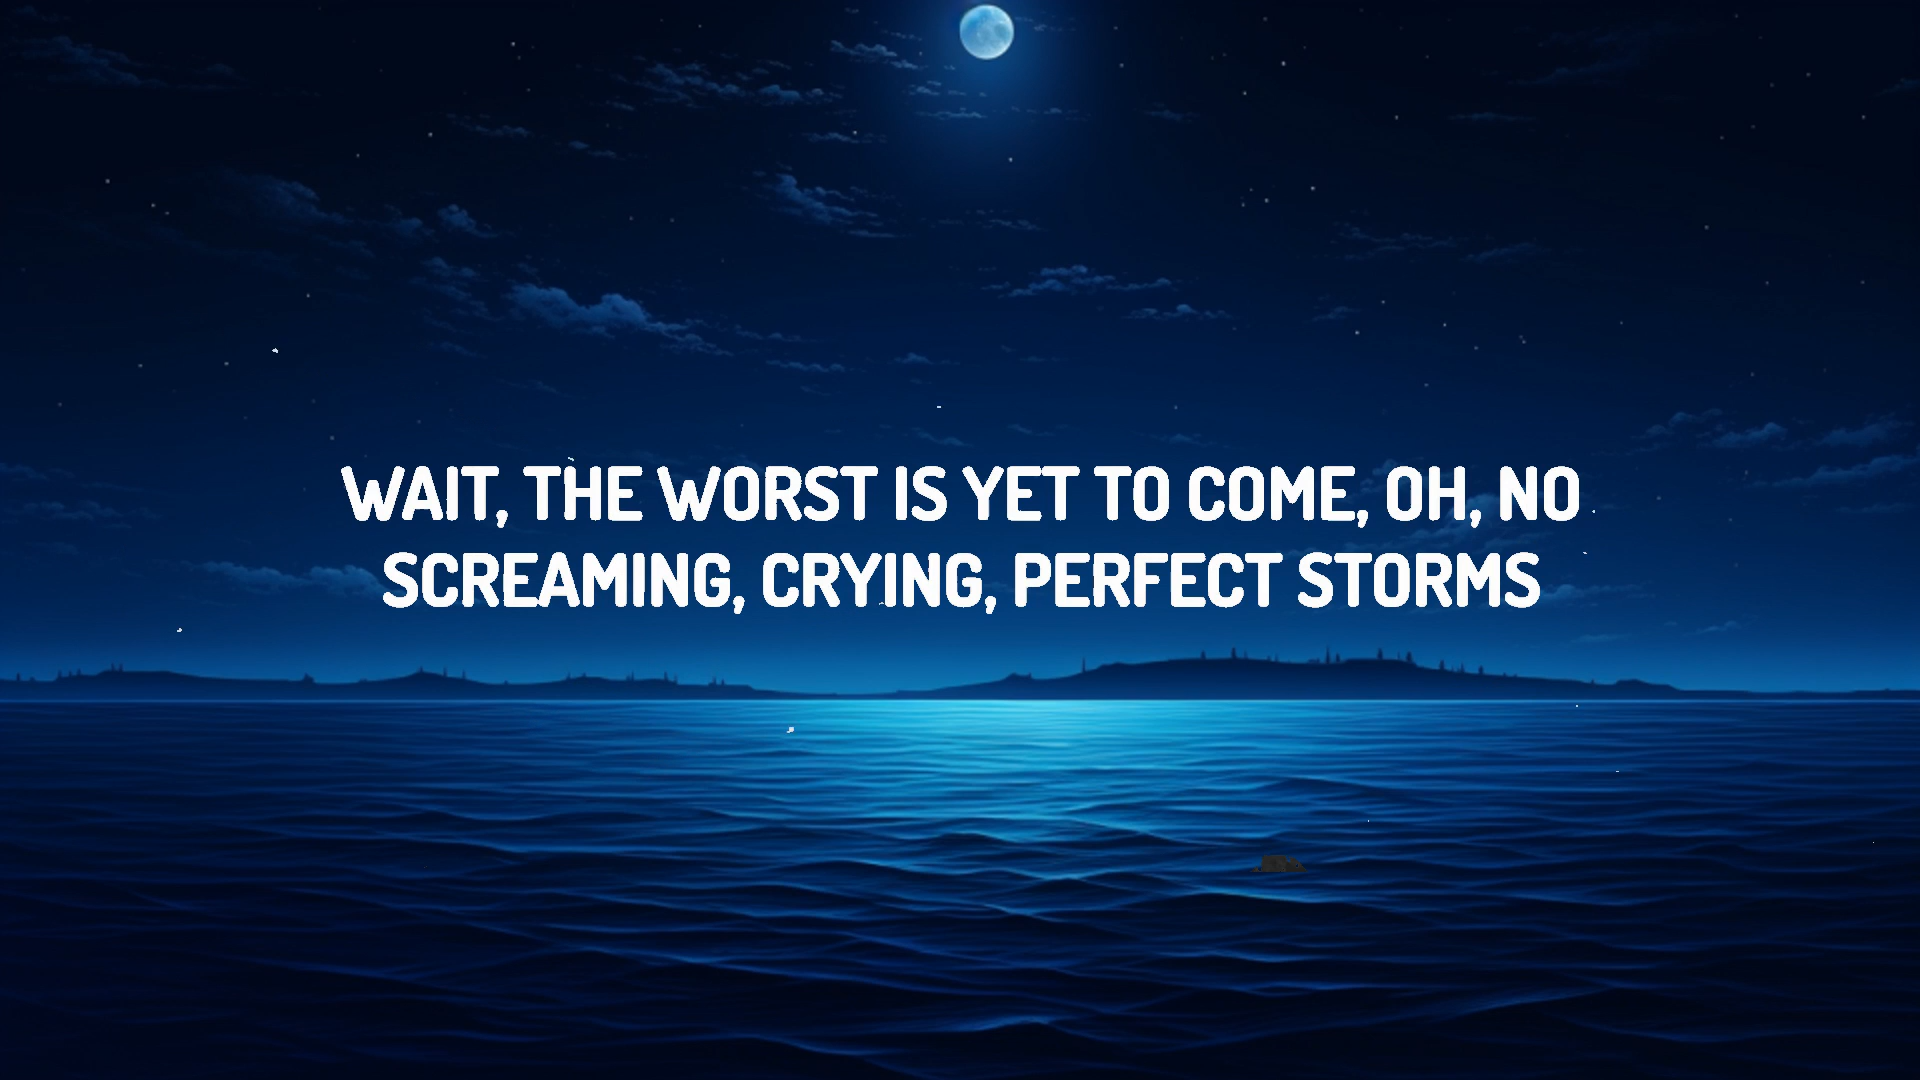 WAIT, THE WORST IS YET TO COME, OH, NO
SCREAMING, CRYING, PERFECT STORMS